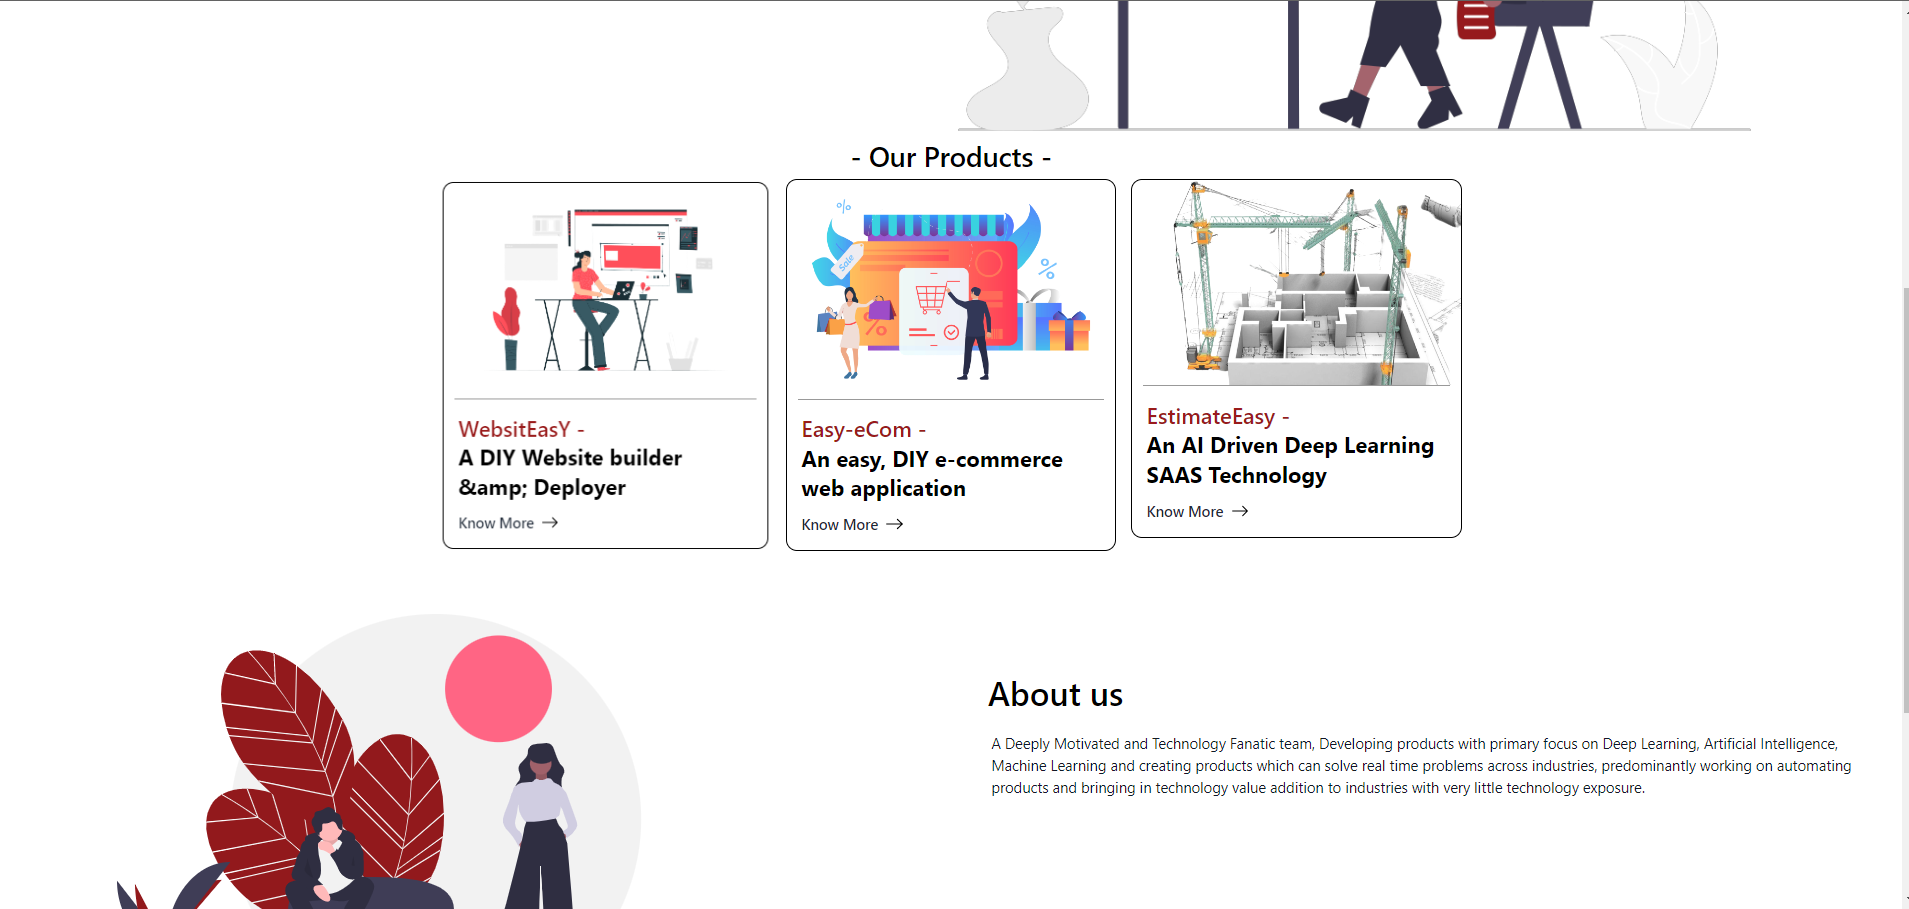 - Our Products -
%
Sale
%
%
WebsitEasY -
A DIY Website builder
&amp; Deployer
Know More
Easy-eCom -
An easy, DIY e-commerce
web application
Know More
EstimateEasy -
An AI Driven Deep Learning
SAAS Technology
Know More
About us
A Deeply Motivated and Technology Fanatic team, Developing products with primary focus on Deep Learning, Artificial Intelligence,
Machine Learning and creating products which can solve real time problems across industries, predominantly working on automating
products and bringing in technology value addition to industries with very little technology exposure.